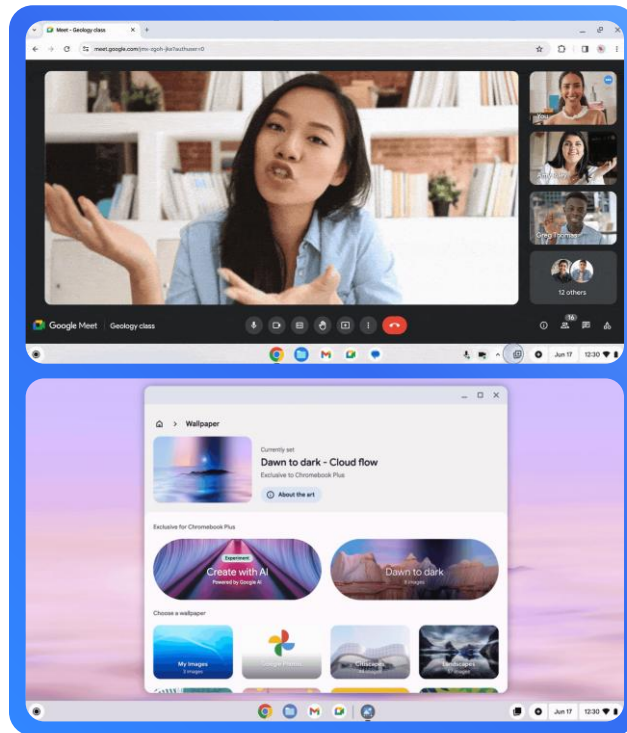 Meet - Geology class
meet.google.com
You
Greg Thomas
12 others
Google Meet
Geology class
16
Jun 17
12:30
Wallpaper
Currently set
Dawn to dark - Cloud flow
Exclusive to Chromebook Plus
About the art
Exclusive for Chromebook Plus
Experiment
Create with AI
Powered by Google AI
Dawn to dark
Choose a wallpaper
My Images
3 images
Google Photos
Cityscapes
Landscapes
Jun 17
12:30